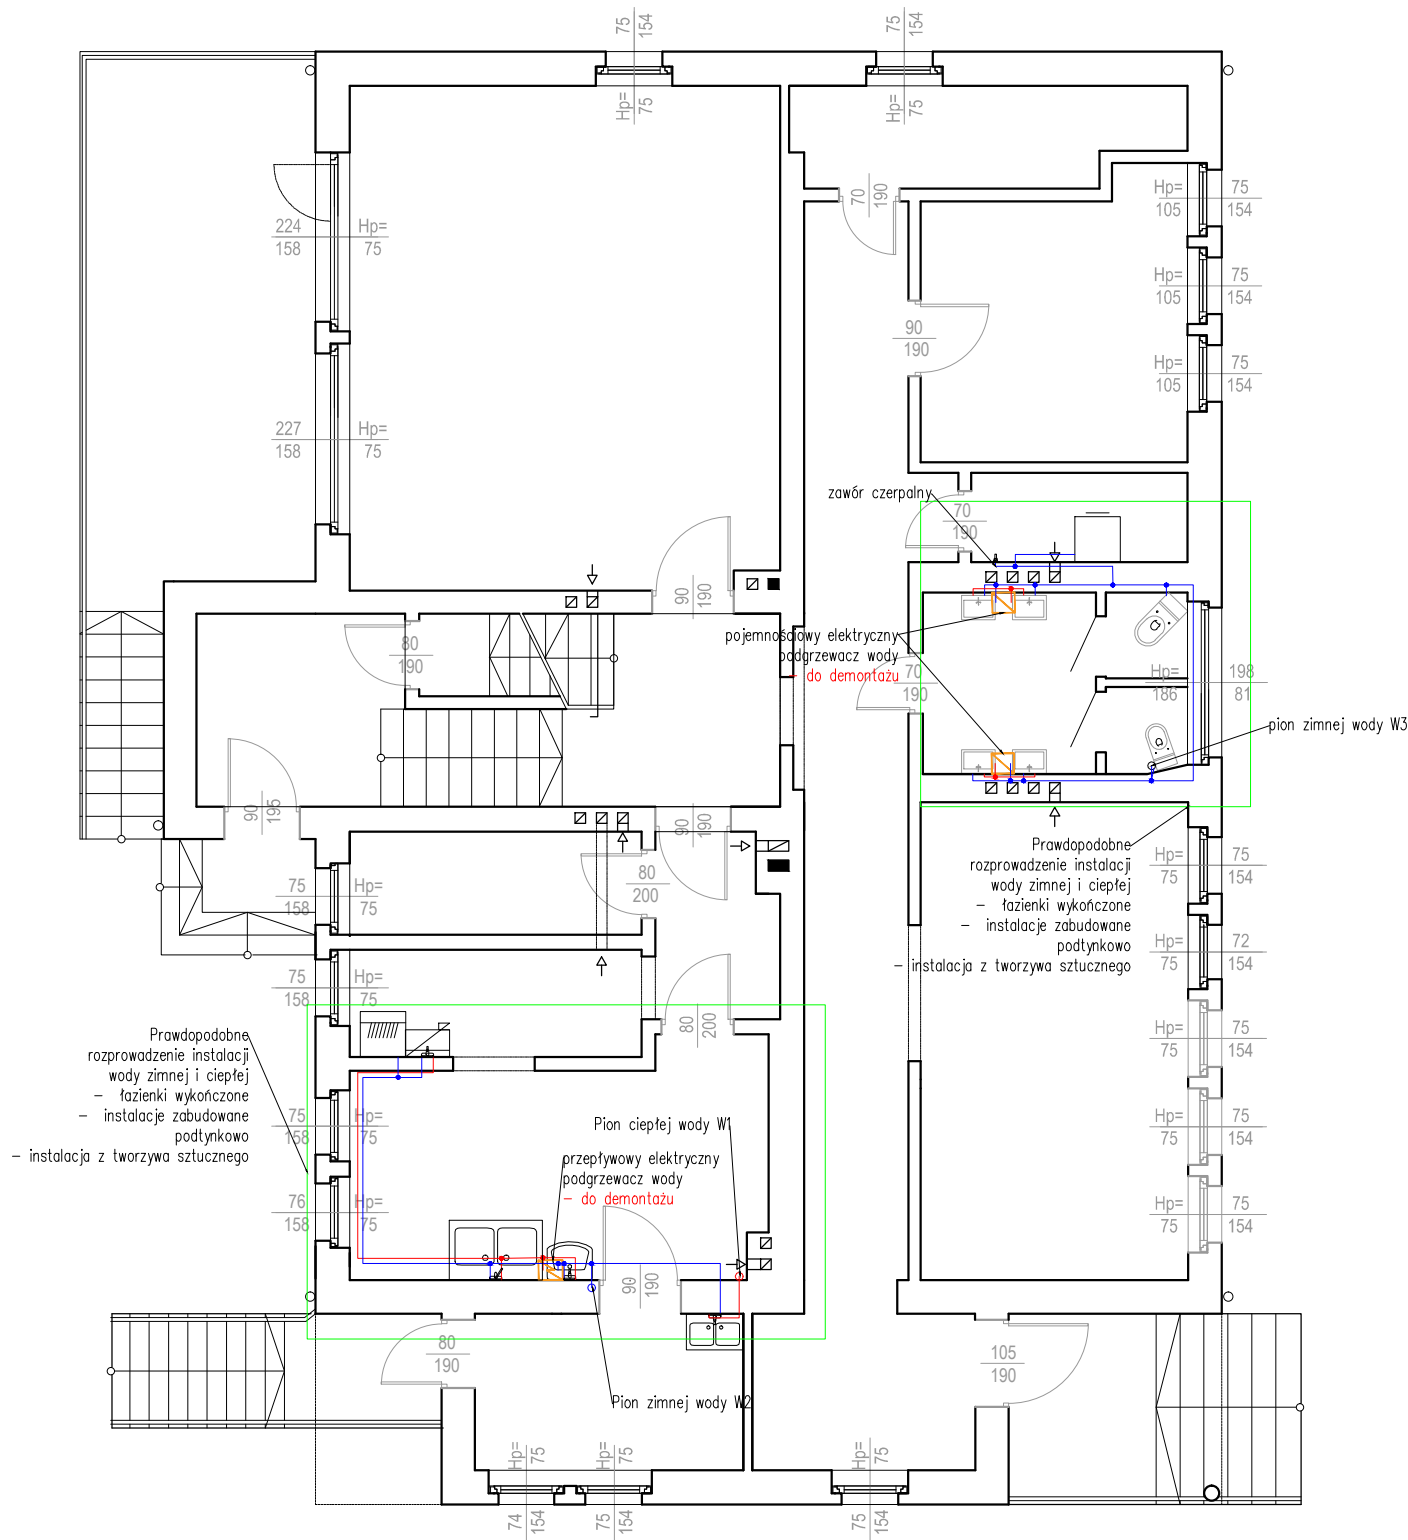 75
154
75
154
Hp=
75
Hp=
75
70
190
Hp=
105
75
154
224
158
Hp=
75
Hp=
105
75
154
90
190
Hp=
105
75
154
227
158
Hp=
75
zawór czerpalny
70
190
90
190
80
190
pojemnościowy elektryczny
podgrzewacz wody
- do demontażu
70
190
Hp=
186
198
81
pion zimnej wody W3
90
195
90
190
Prawdopodobne
rozprowadzenie instalacji
wody zimnej i ciepłej
- łazienki wykończone
- instalacje zabudowane
podtynkowo
- instalacja z tworzywa sztucznego
Hp=
75
75
154
80
200
75
158
Hp=
75
Hp=
75
72
154
75
158
Hp=
75
80
200
Hp=
75
75
154
Prawdopodobne
rozprowadzenie instalacji
wody zimnej i ciepłej
- łazienki wykończone
- instalacje zabudowane
podtynkowo
- instalacja z tworzywa sztucznego
75
158
Hp=
75
Pion ciepłej wody W1
Hp=
75
75
154
przepływowy elektryczny
podgrzewacz wody
- do demontażu
76
158
Hp=
75
Hp=
75
75
154
90
190
80
190
105
190
Pion zimnej wody W2
Hp=
75
Hp=
75
Hp=
75
74
154
75
154
75
154